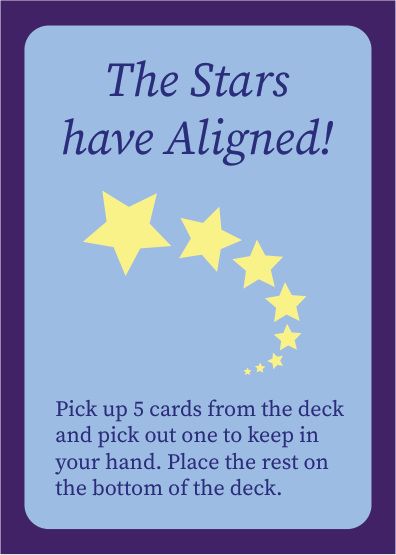 The Stars
have Aligned!
Pick up 5 cards from the deck
and pick out one to keep in
your hand. Place the rest on
the bottom of the deck.